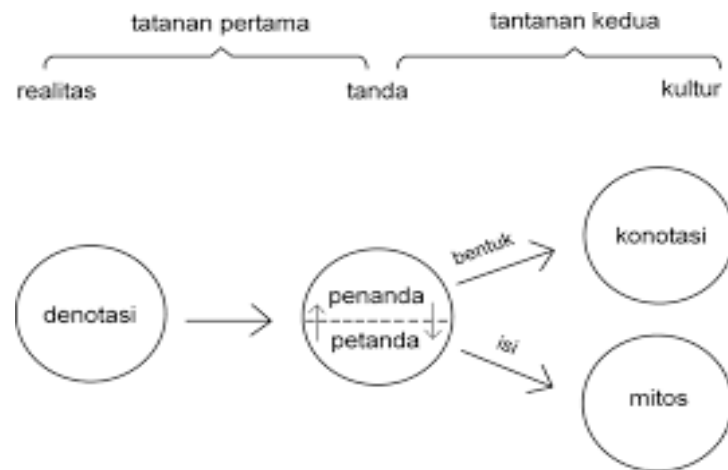 tatanan pertama tantanan kedua
realitas tanda kultur
denotasi
penanda
petanda
bentuk
isi
konotasi
mitos